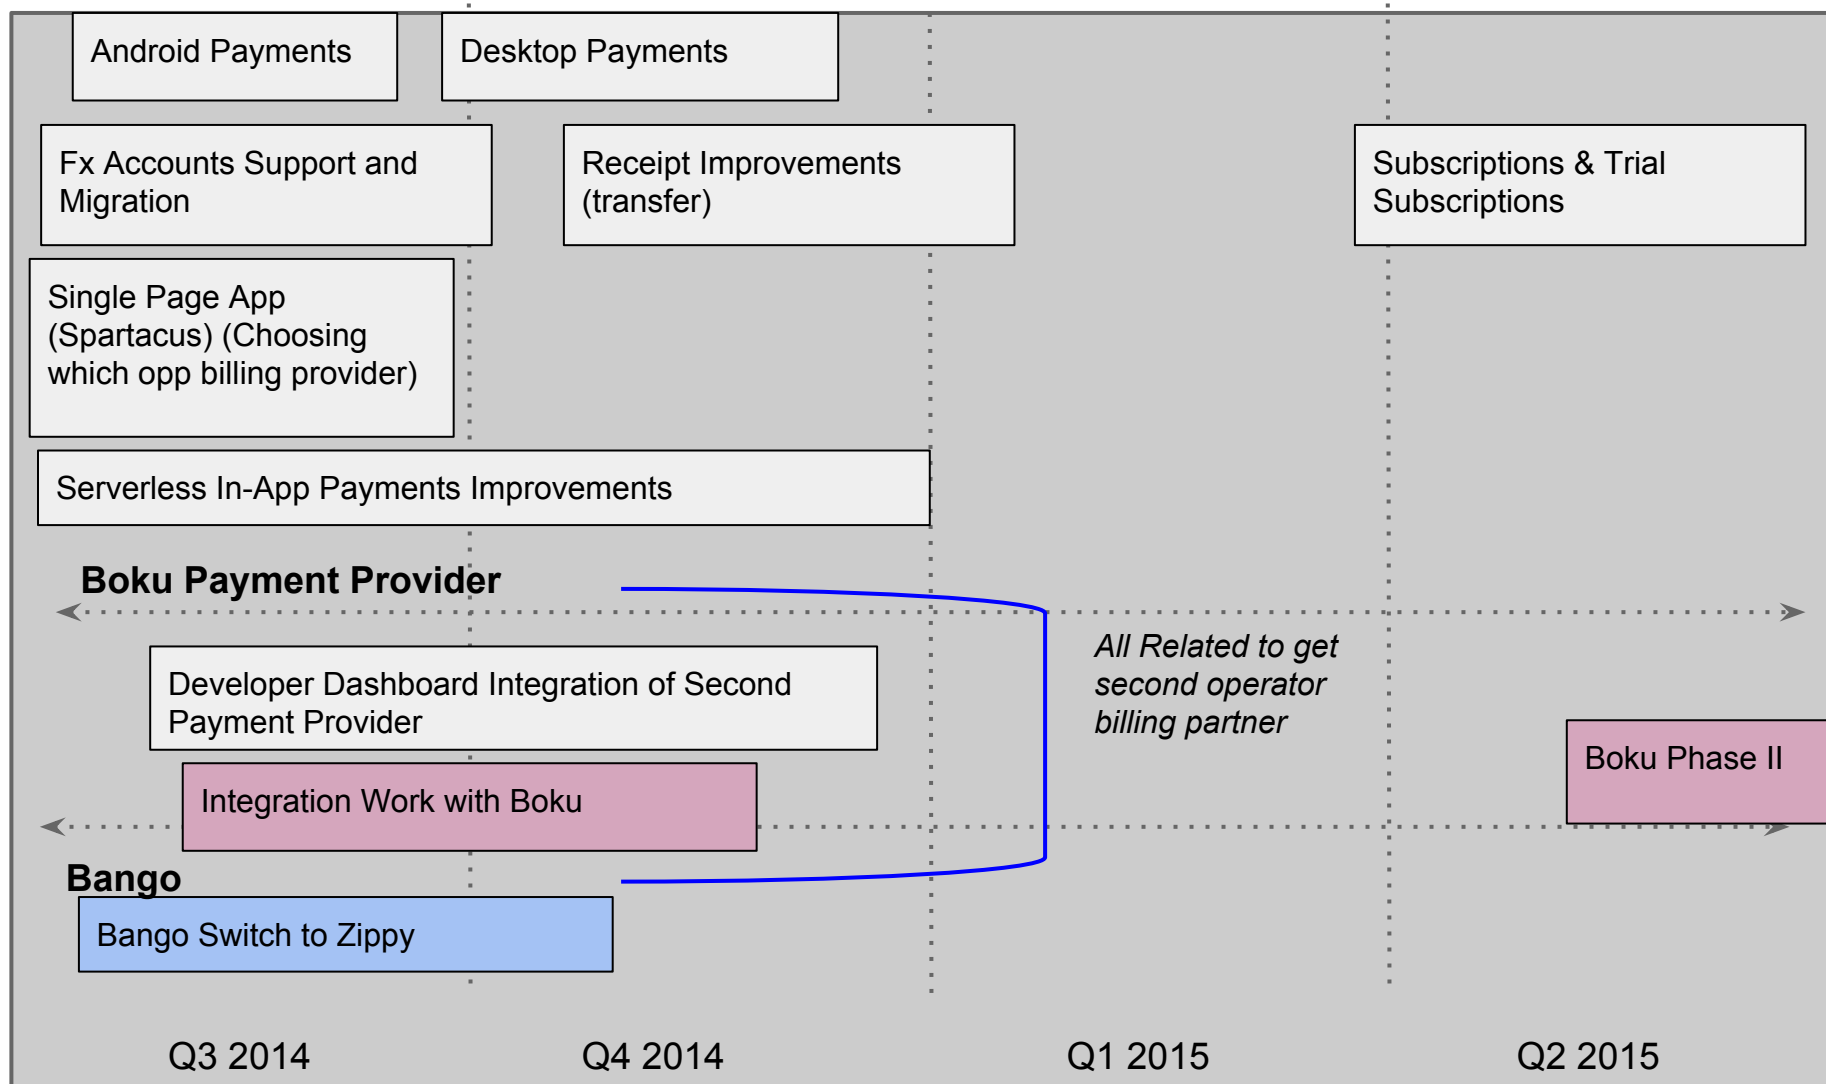 Android Payments
Desktop Payments
Fx Accounts Support and
Migration
Receipt Improvements
(transfer)
Subscriptions & Trial
Subscriptions
Single Page App
(Spartacus) (Choosing
which opp billing provider)
Serverless In-App Payments Improvements
Boku Payment Provider
All Related to get
second operator
billing partner
Developer Dashboard Integration of Second
Payment Provider
Boku Phase II
Integration Work with Boku
Bango
Bango Switch to Zippy
Q3 2014
Q4 2014
Q1 2015
Q2 2015